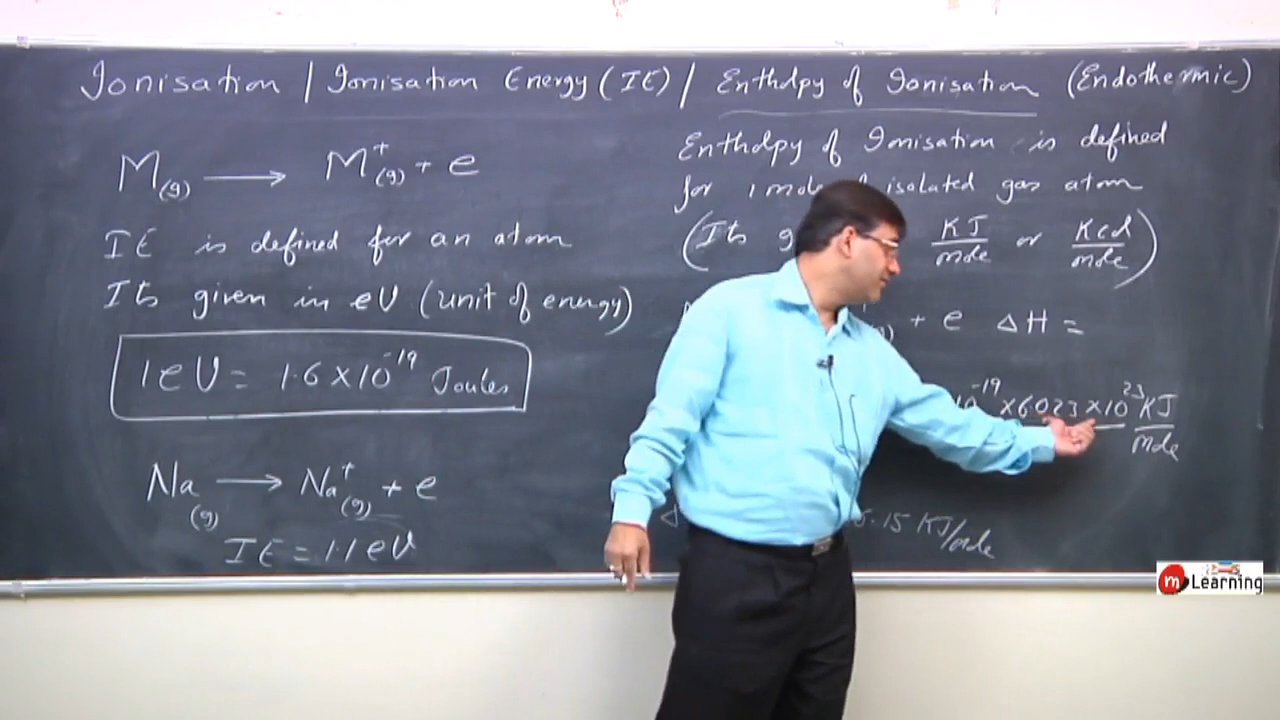 Ionisation / Ionisation Energy (IE) / Enthalpy of Ionisation (Endothermic)
M(g) ⟶ M⁺(g) + e
IE is defined for an atom
Its given in eV (unit of energy)
1 eV = 1.6 × 10⁻¹⁹ Joules
Na(g) ⟶ Na⁺(g) + e
IE = 1.1 eV
Enthalpy of Ionisation is defined
for 1 mole isolated gas atom
(Its KJ/mole or Kcal/mole)
+ e ΔH =
⁻¹⁹ × 6.023 × 10²³ KJ/mole
5.15 KJ/mole
m Learning